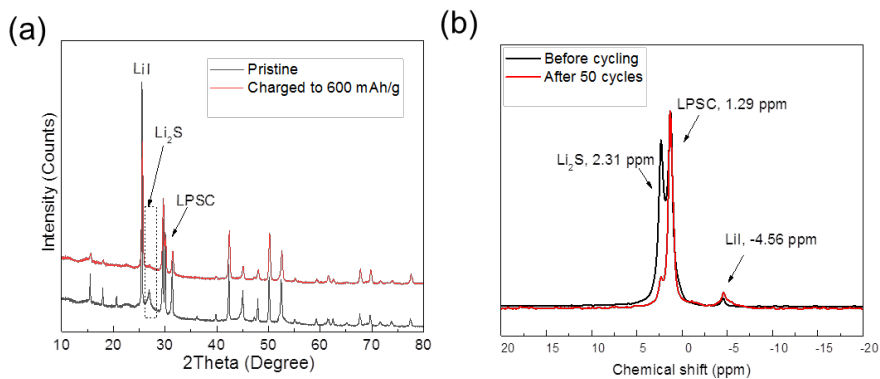 (a)
LiI
Pristine
Charged to 600 mAh/g
Li₂S
LPSC
Intensity (Counts)
10 20 30 40 50 60 70 80
2Theta (Degree)
(b)
Before cycling
After 50 cycles
LPSC, 1.29 ppm
Li₂S, 2.31 ppm
LiI, -4.56 ppm
20 15 10 5 0 -5 -10 -15 -20
Chemical shift (ppm)